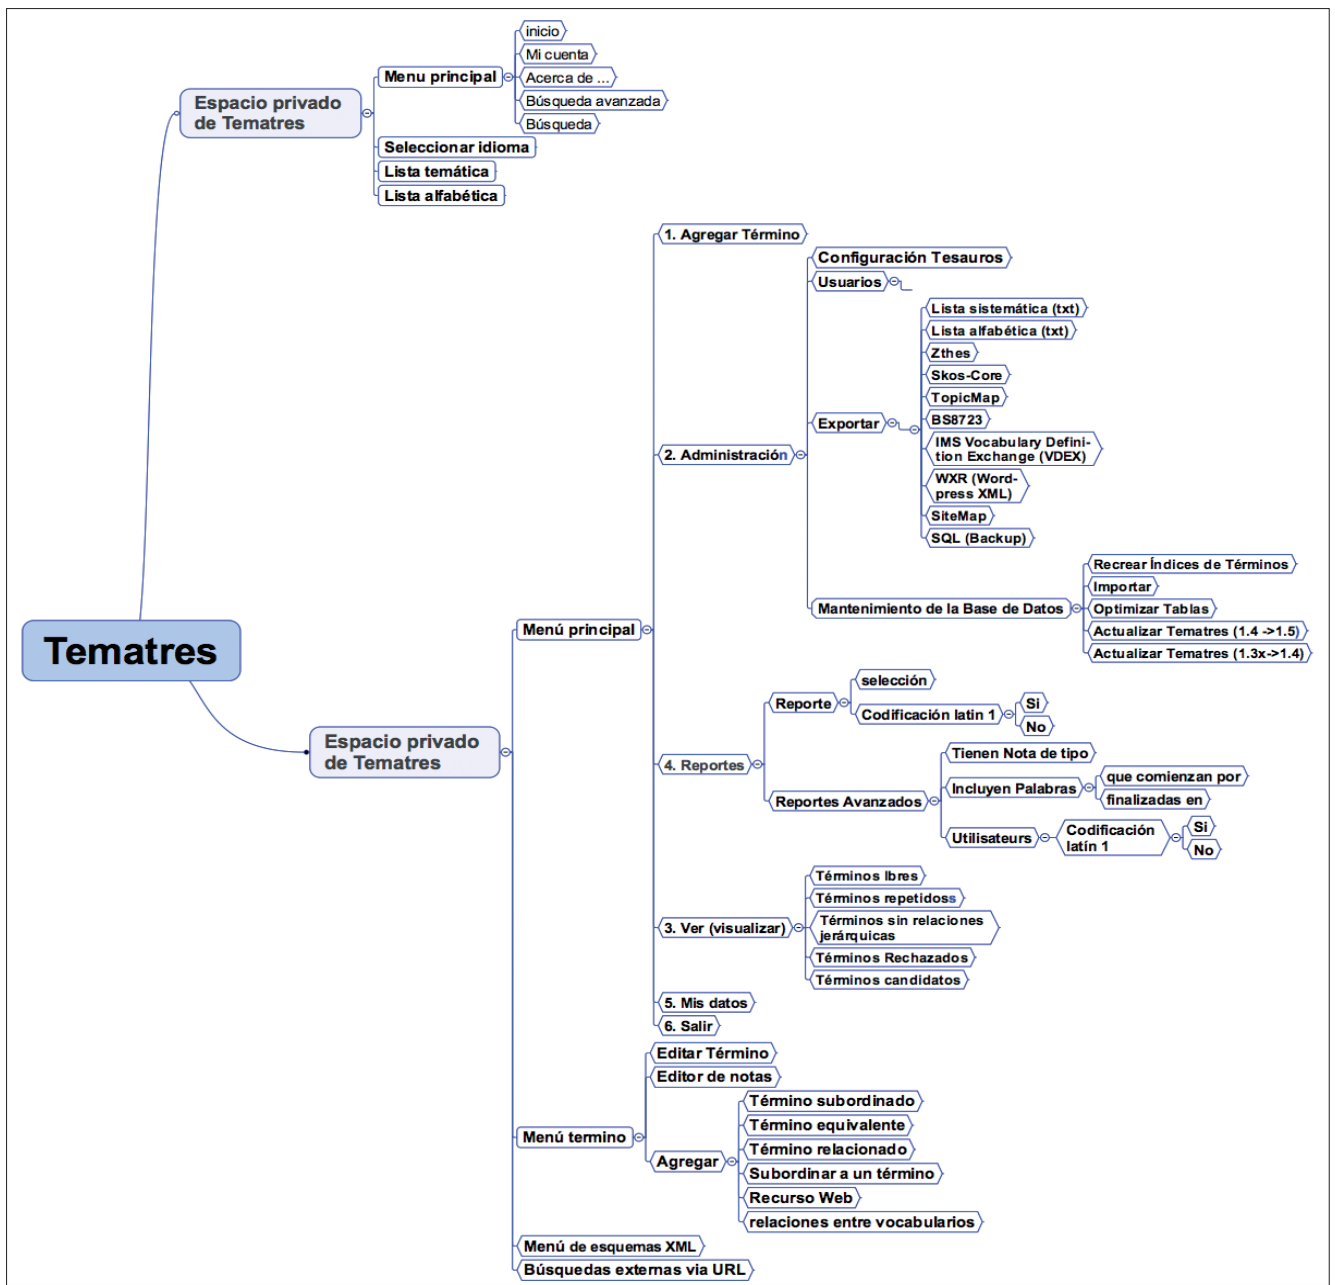 inicio
Mi cuenta
Menu principal
Acerca de ...
Espacio privado
de Tematres
Búsqueda avanzada
Búsqueda
Seleccionar idioma
Lista temática
Lista alfabética
1. Agregar Término
Configuración Tesauros
Usuarios
Lista sistemática (txt)
Lista alfabética (txt)
Zthes
Skos-Core
TopicMap
Exportar
BS8723
2. Administración
IMS Vocabulary Defini-
tion Exchange (VDEX)
WXR (Word-
press XML)
SiteMap
SQL (Backup)
Recrear Índices de Términos
Importar
Mantenimiento de la Base de Datos
Optimizar Tablas
Actualizar Tematres (1.4 ->1.5)
Actualizar Tematres (1.3x->1.4)
Menú principal
Tematres
selección
Reporte
Codificación latin 1
Si
No
Espacio privado
de Tematres
4. Reportes
Tienen Nota de tipo
Incluyen Palabras
que comienzan por
finalizadas en
Reportes Avanzados
Utilisateurs
Codificación
latín 1
Si
No
Términos lbres
Términos repetidoss
3. Ver (visualizar)
Términos sin relaciones
jerárquicas
Términos Rechazados
Términos candidatos
5. Mis datos
6. Salir
Editar Término
Editor de notas
Menú termino
Término subordinado
Término equivalente
Término relacionado
Agregar
Subordinar a un término
Recurso Web
relaciones entre vocabularios
Menú de esquemas XML
Búsquedas externas via URL